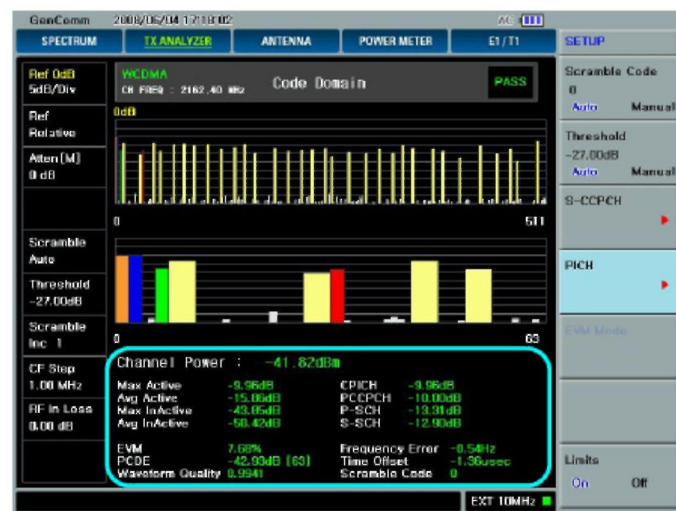 GenComm 2008/06/04 17:18:02 AC
SPECTRUM TX ANALYZER ANTENNA POWER METER E1/T1 SETUP
Ref 0dB
5dB/Div
Ref
Relative
Atten [M]
0 dB
Scramble
Auto
Threshold
-27.00dB
Scramble
Inc 1
CF Step
1.00 MHz
RF in Loss
0.00 dB
WCDMA
CH FREQ : 2162.40 MHz Code Domain PASS
0dB
0 511
0 63
Channel Power : -41.82dBm
Max Active -9.96dB CPICH -9.96dB
Avg Active -15.06dB PCCPCH -10.00dB
Max InActive -43.85dB P-SCH -13.31dB
Avg InActive -50.42dB S-SCH -12.90dB
EVM 7.68% Frequency Error -0.54Hz
PCDE -42.93dB [63] Time Offset -1.36usec
Waveform Quality 0.9941 Scramble Code 0
EXT 10MHz
Scramble Code
0
Auto Manual
Threshold
-27.00dB
Auto Manual
S-CCPCH
PICH
EVM Mode
Limits
On Off